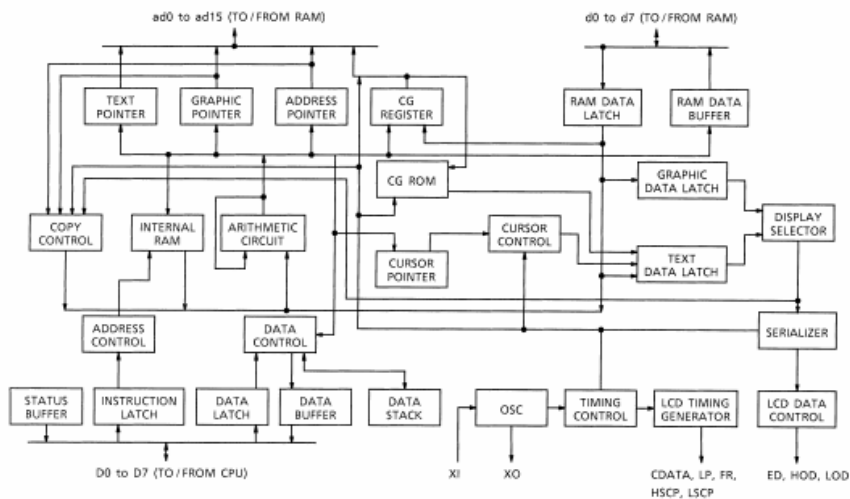 ad0 to ad15 (TO/FROM RAM)
d0 to d7 (TO/FROM RAM)
TEXT
POINTER
GRAPHIC
POINTER
ADDRESS
POINTER
CG
REGISTER
RAM DATA
LATCH
RAM DATA
BUFFER
CG ROM
GRAPHIC
DATA LATCH
COPY
CONTROL
INTERNAL
RAM
ARITHMETIC
CIRCUIT
CURSOR
POINTER
CURSOR
CONTROL
TEXT
DATA LATCH
DISPLAY
SELECTOR
ADDRESS
CONTROL
DATA
CONTROL
SERIALIZER
STATUS
BUFFER
INSTRUCTION
LATCH
DATA
LATCH
DATA
BUFFER
DATA
STACK
OSC
TIMING
CONTROL
LCD TIMING
GENERATOR
LCD DATA
CONTROL
D0 to D7 (TO/FROM CPU)
XI
XO
CDATA, LP, FR,
HSCP, LSCP
ED, HOD, LOD